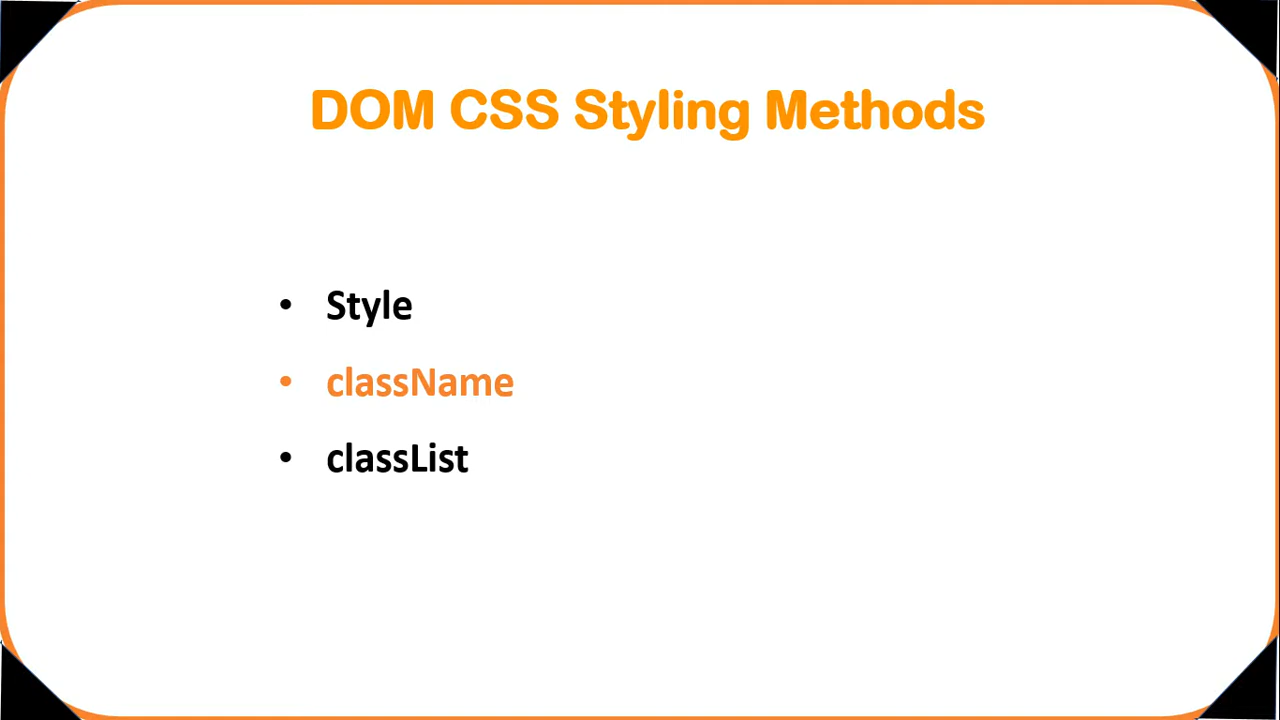 DOM CSS Styling Methods
• Style
• className
• classList